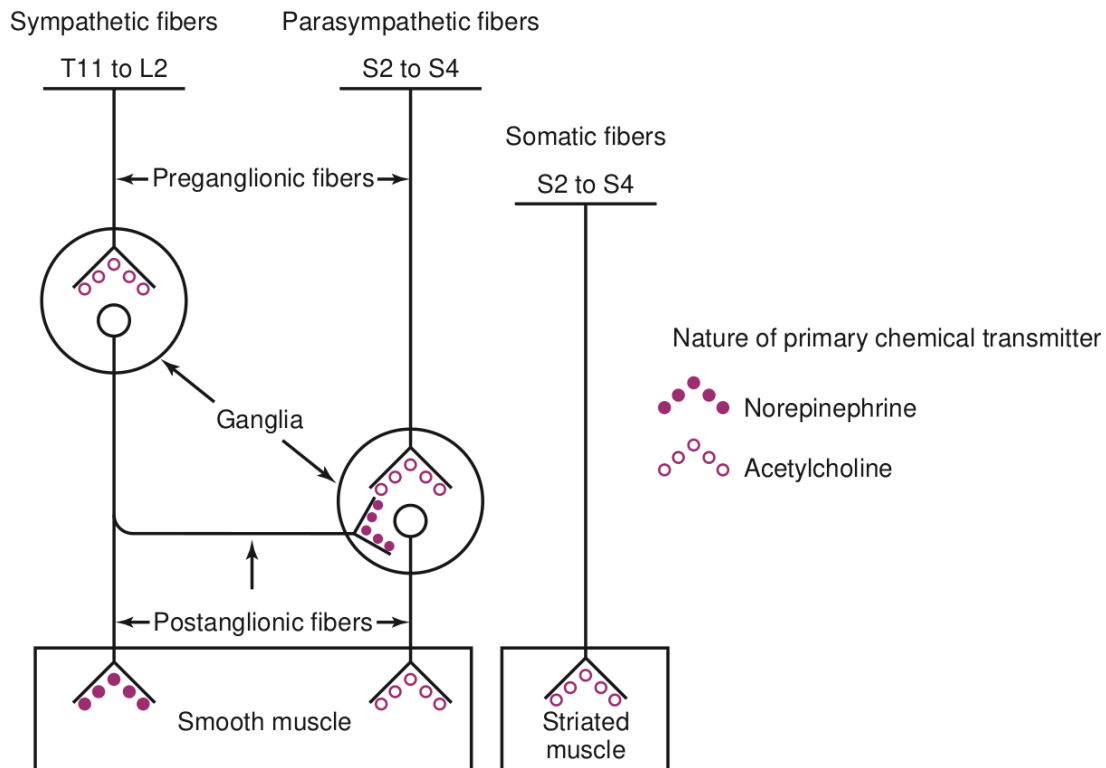 Sympathetic fibers
Parasympathetic fibers
T11 to L2
S2 to S4
Somatic fibers
Preganglionic fibers
S2 to S4
Nature of primary chemical transmitter
Norepinephrine
Ganglia
Acetylcholine
Postanglionic fibers
Smooth muscle
Striated
muscle